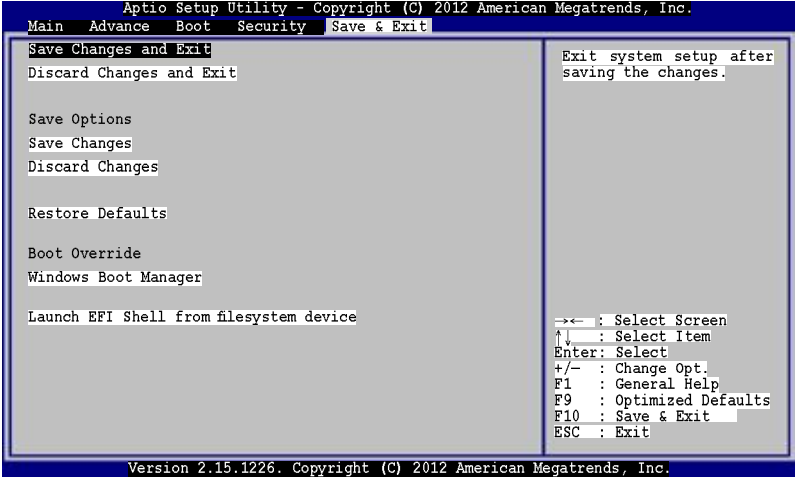 Aptio Setup Utility - Copyright (C) 2012 American Megatrends, Inc.
Main Advance Boot Security Save & Exit
Save Changes and Exit
Discard Changes and Exit
Save Options
Save Changes
Discard Changes
Restore Defaults
Boot Override
Windows Boot Manager
Launch EFI Shell from filesystem device
Exit system setup after
saving the changes.
→← : Select Screen
↑↓ : Select Item
Enter: Select
+/− : Change Opt.
F1 : General Help
F9 : Optimized Defaults
F10 : Save & Exit
ESC : Exit
Version 2.15.1226. Copyright (C) 2012 American Megatrends, Inc.